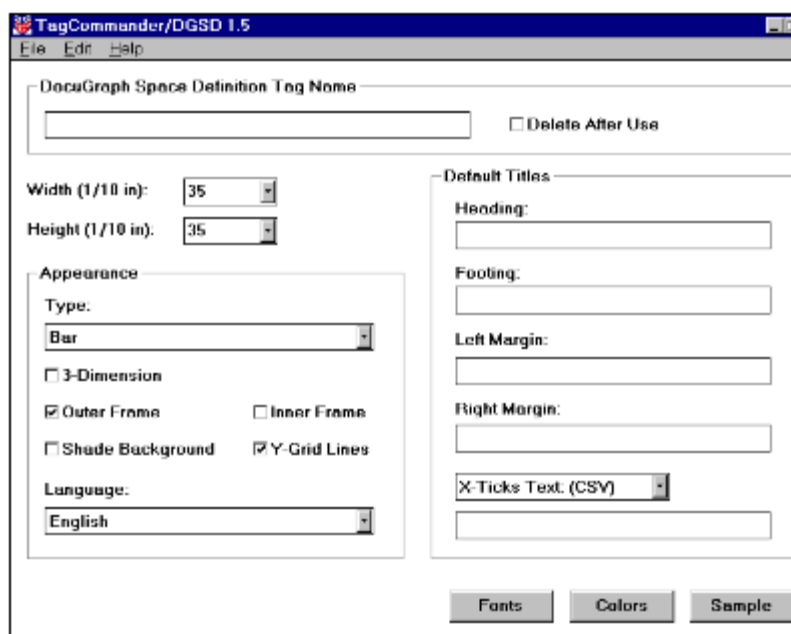 TagCommander/DGSD 1.5
File Edit Help
DocuGraph Space Definition Tag Name
Delete After Use
Width (1/10 in): 35
Height (1/10 in): 35
Appearance
Type:
Bar
3-Dimension
Outer Frame Inner Frame
Shade Background Y-Grid Lines
Language:
English
Default Titles
Heading:
Footing:
Left Margin:
Right Margin:
X-Ticks Text: (CSV)
Fonts Colors Sample